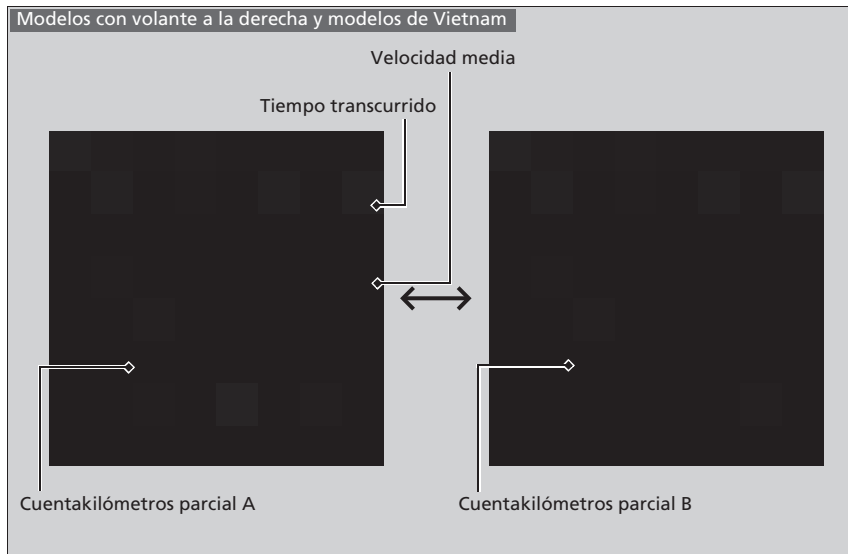 Modelos con volante a la derecha y modelos de Vietnam
Velocidad media
Tiempo transcurrido
Cuentakilómetros parcial A
Cuentakilómetros parcial B